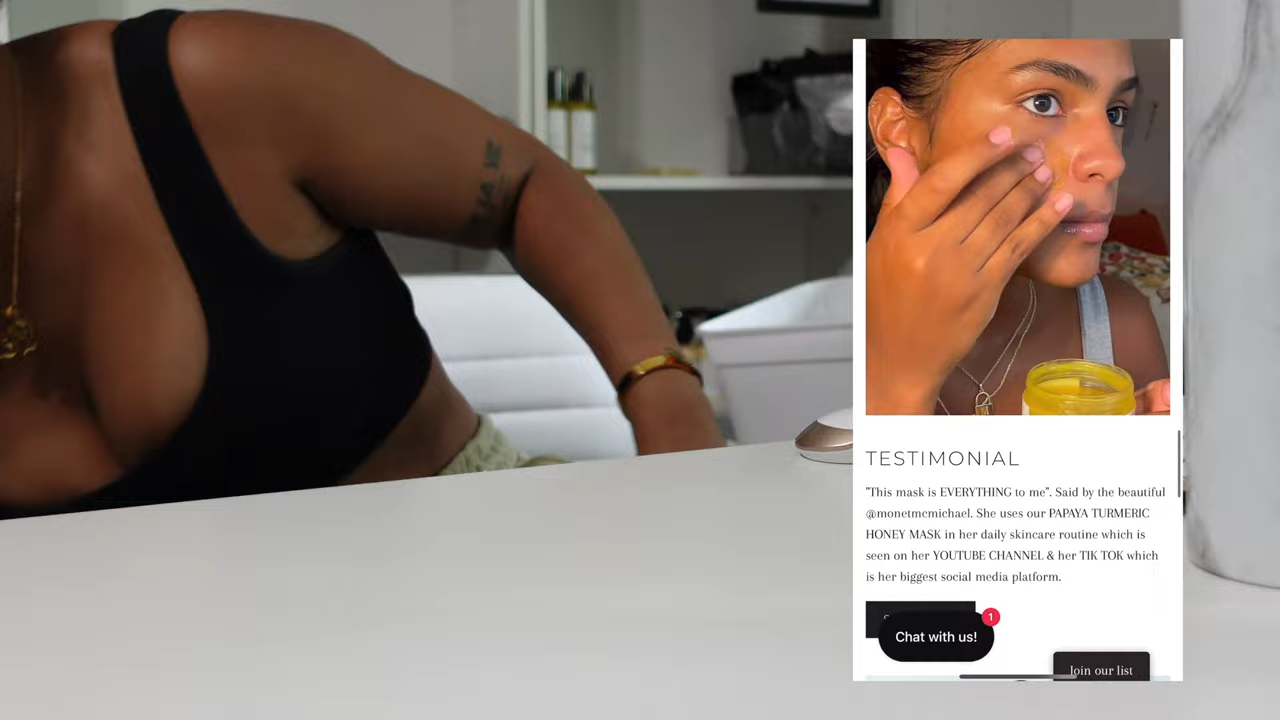 TESTIMONIAL
"This mask is EVERYTHING to me". Said by the beautiful
@monetmcmichael. She uses our PAPAYA TURMERIC
HONEY MASK in her daily skincare routine which is
seen on her YOUTUBE CHANNEL & her TIK TOK which
is her biggest social media platform.
1
Chat with us!
Join our list